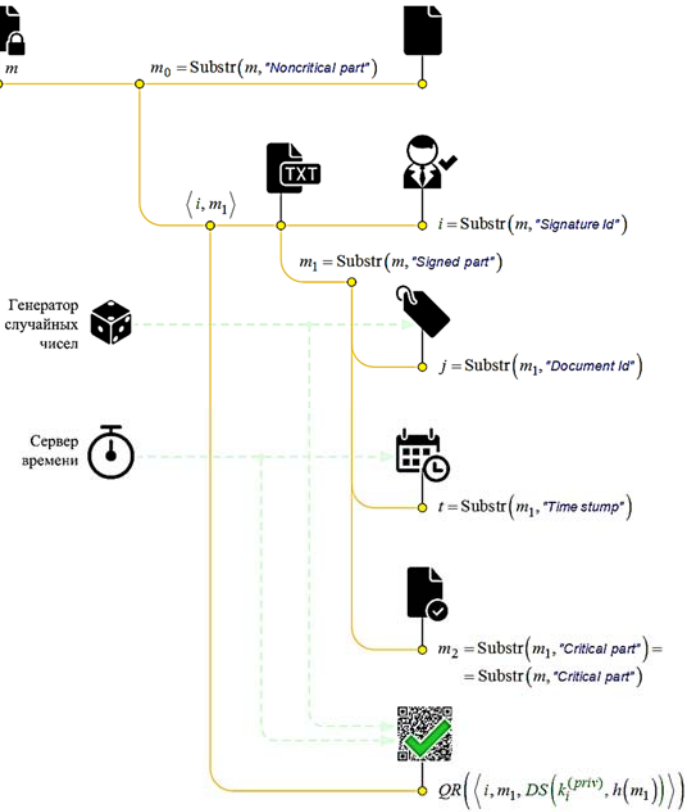 m
m₀ = Substr(m, "Noncritical part")
TXT
⟨i, m₁⟩
i = Substr(m, "Signature Id")
m₁ = Substr(m, "Signed part")
Генератор
случайных
чисел
j = Substr(m₁, "Document Id")
Сервер
времени
t = Substr(m₁, "Time stump")
m₂ = Substr(m₁, "Critical part") =
= Substr(m, "Critical part")
QR(⟨i, m₁, DS(kᵢ⁽ᵖʳⁱᵛ⁾, h(m₁))⟩)